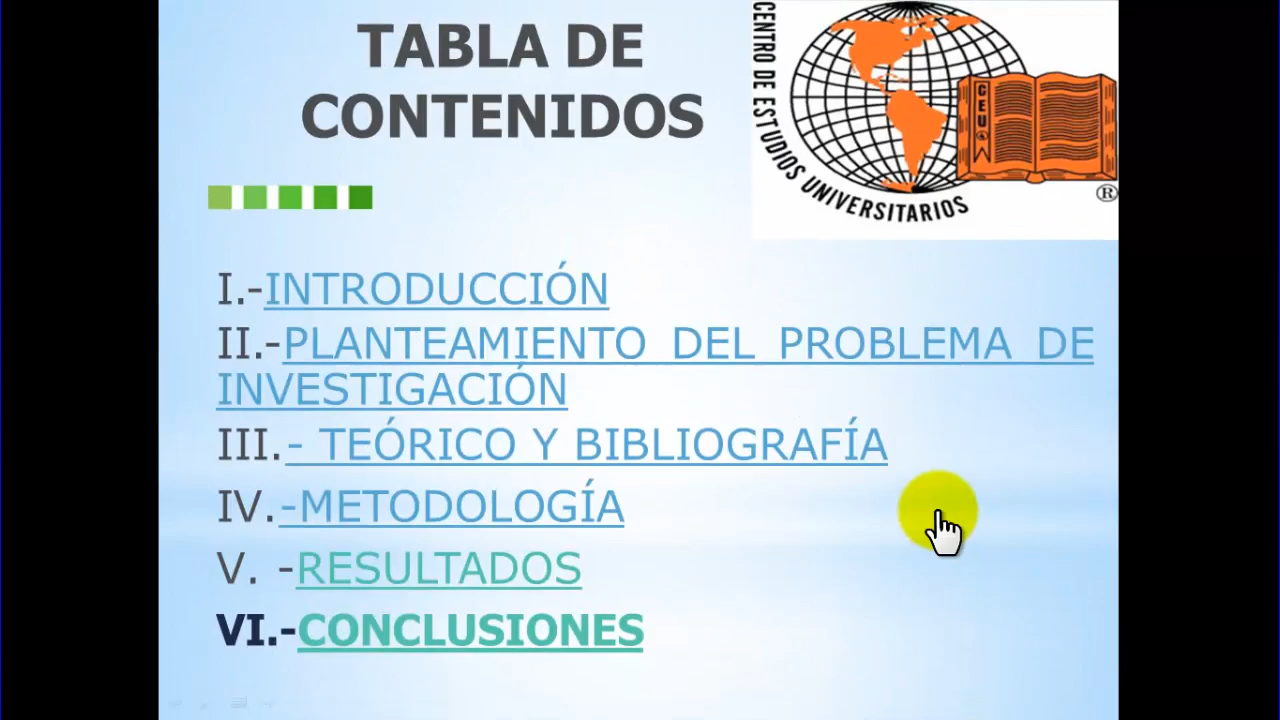 TABLA DE
CONTENIDOS
CENTRO DE ESTUDIOS UNIVERSITARIOS
CEU
®
I.-INTRODUCCIÓN
II.-PLANTEAMIENTO DEL PROBLEMA DE
INVESTIGACIÓN
III.- TEÓRICO Y BIBLIOGRAFÍA
IV.-METODOLOGÍA
V. -RESULTADOS
VI.-CONCLUSIONES